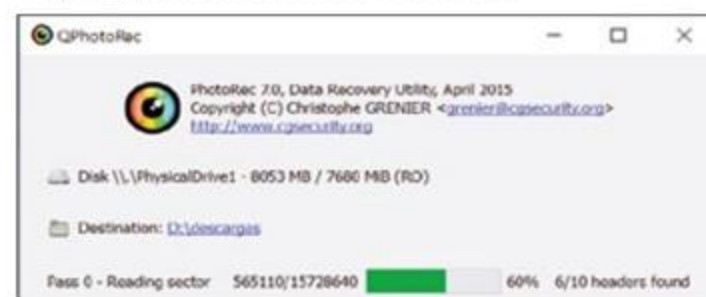 QPhotoRec
PhotoRec 7.0, Data Recovery Utility, April 2015
Copyright (C) Christophe GRENIER <grenier@cgsecurity.org>
http://www.cgsecurity.org
Disk \\.\PhysicalDrive1 - 8053 MB / 7680 MiB (RO)
Destination: D:\descargas
Pass 0 - Reading sector 565110/15728640 60% 6/10 headers found